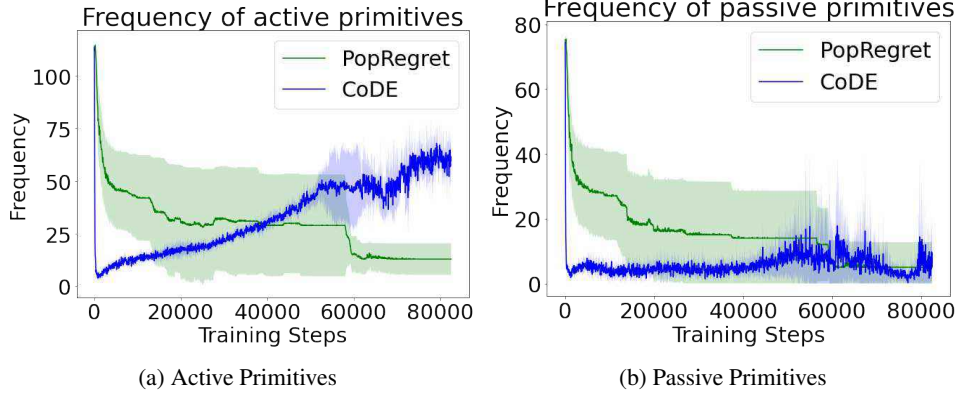 Frequency of active primitives
PopRegret
CoDE
100
75
50
25
0
Frequency
0 20000 40000 60000 80000
Training Steps
(a) Active Primitives
Frequency of passive primitives
PopRegret
CoDE
80
60
40
20
0
Frequency
0 20000 40000 60000 80000
Training Steps
(b) Passive Primitives